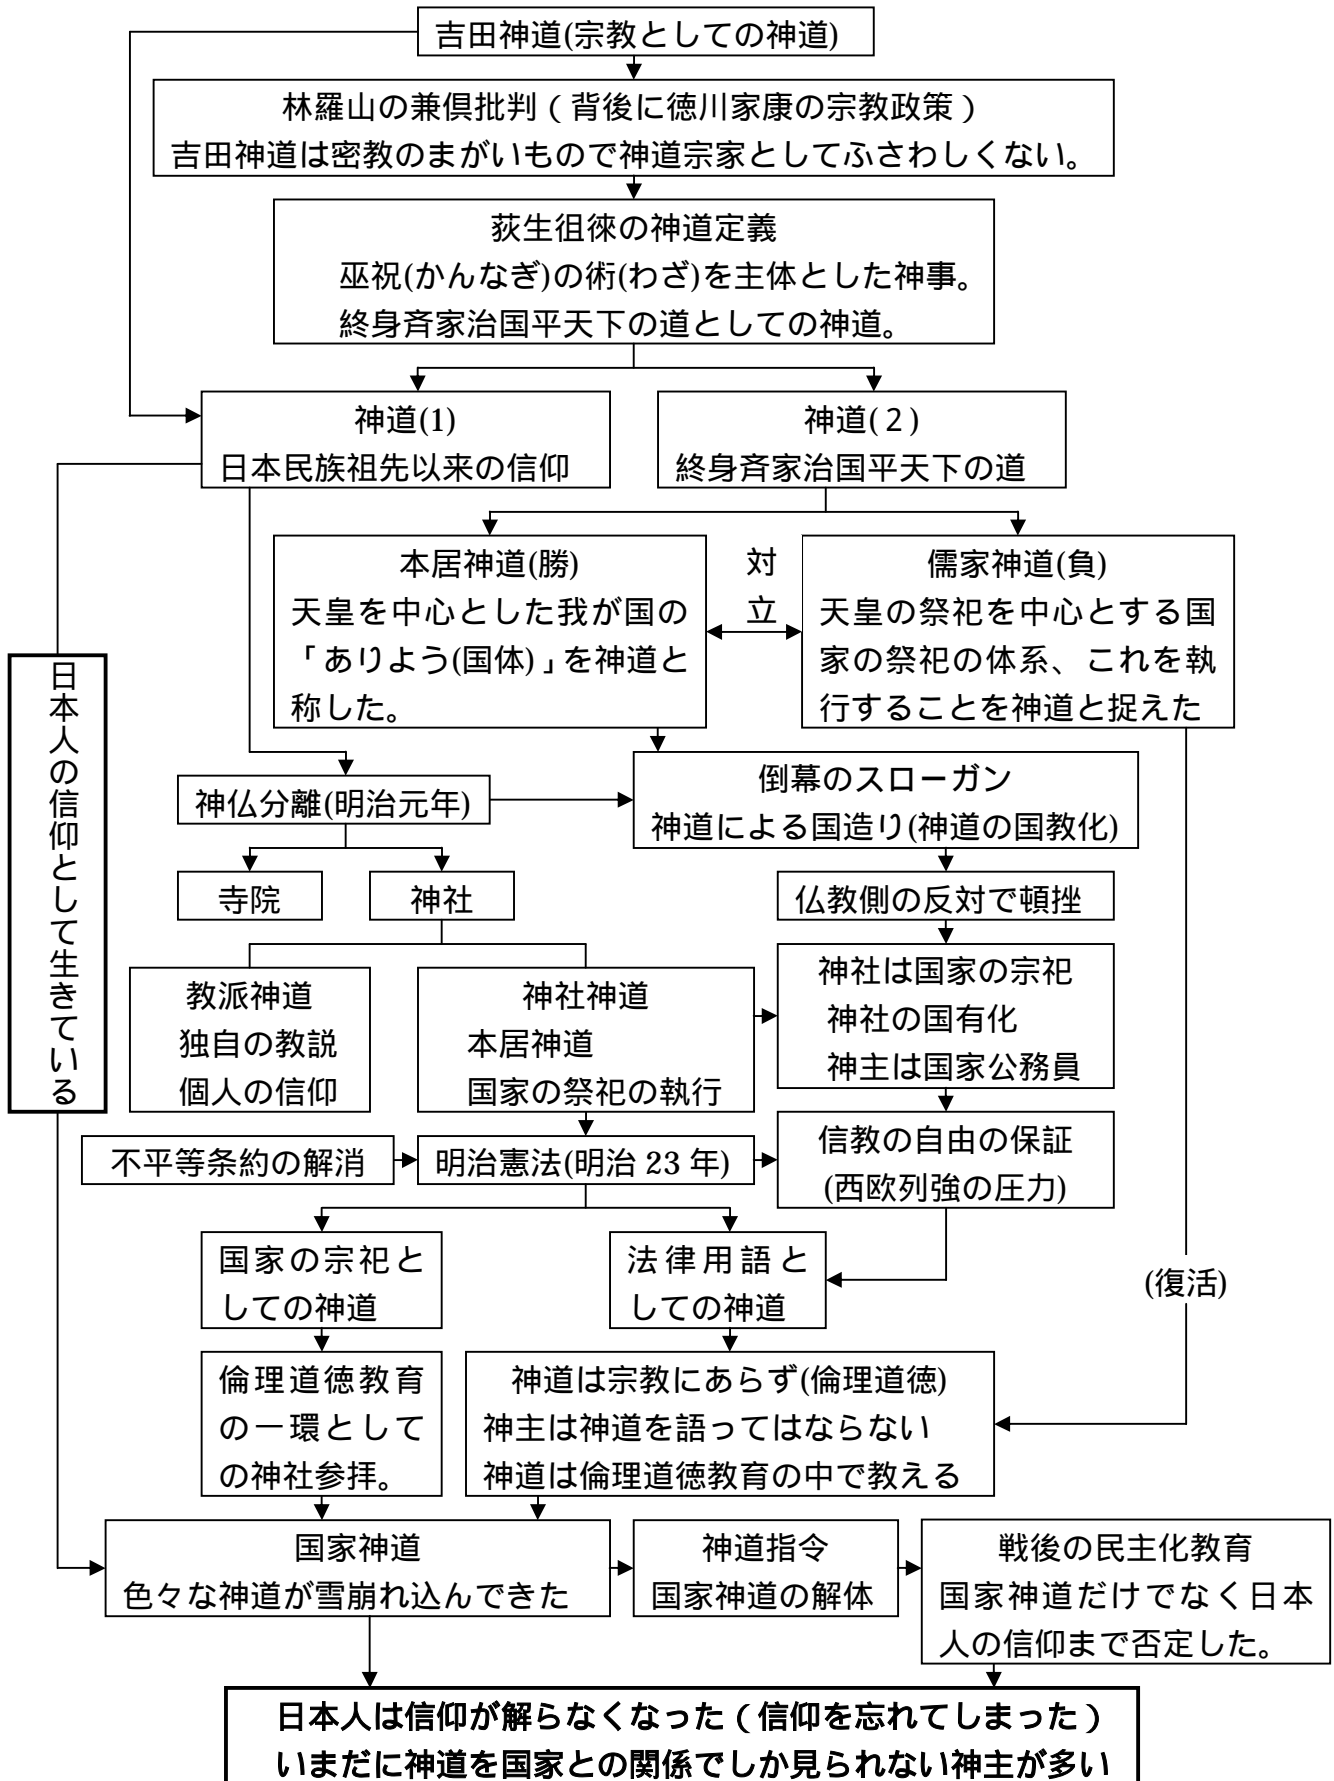 吉田神道(宗教としての神道)
林羅山の兼倶批判(背後に徳川家康の宗教政策)
吉田神道は密教のまがいもので神道宗家としてふさわしくない。
荻生徂徠の神道定義
巫祝(かんなぎ)の術(わざ)を主体とした神事。
終身斉家治国平天下の道としての神道。
神道(1)
日本民族祖先以来の信仰
神道(２)
終身斉家治国平天下の道
本居神道(勝)
天皇を中心とした我が国の
「ありよう(国体)」を神道と
称した。
対
立
儒家神道(負)
天皇の祭祀を中心とする国
家の祭祀の体系、これを執
行することを神道と捉えた
日本人の信仰として生きている
神仏分離(明治元年)
倒幕のスローガン
神道による国造り(神道の国教化)
寺院
神社
仏教側の反対で頓挫
教派神道
独自の教説
個人の信仰
神社神道
本居神道
国家の祭祀の執行
神社は国家の宗祀
神社の国有化
神主は国家公務員
不平等条約の解消
明治憲法(明治 23 年)
信教の自由の保証
(西欧列強の圧力)
国家の宗祀と
しての神道
法律用語と
しての神道
(復活)
倫理道徳教育
の一環として
の神社参拝。
神道は宗教にあらず(倫理道徳)
神主は神道を語ってはならない
神道は倫理道徳教育の中で教える
国家神道
色々な神道が雪崩れ込んできた
神道指令
国家神道の解体
戦後の民主化教育
国家神道だけでなく日本
人の信仰まで否定した。
日本人は信仰が解らなくなった(信仰を忘れてしまった)
いまだに神道を国家との関係でしか見られない神主が多い